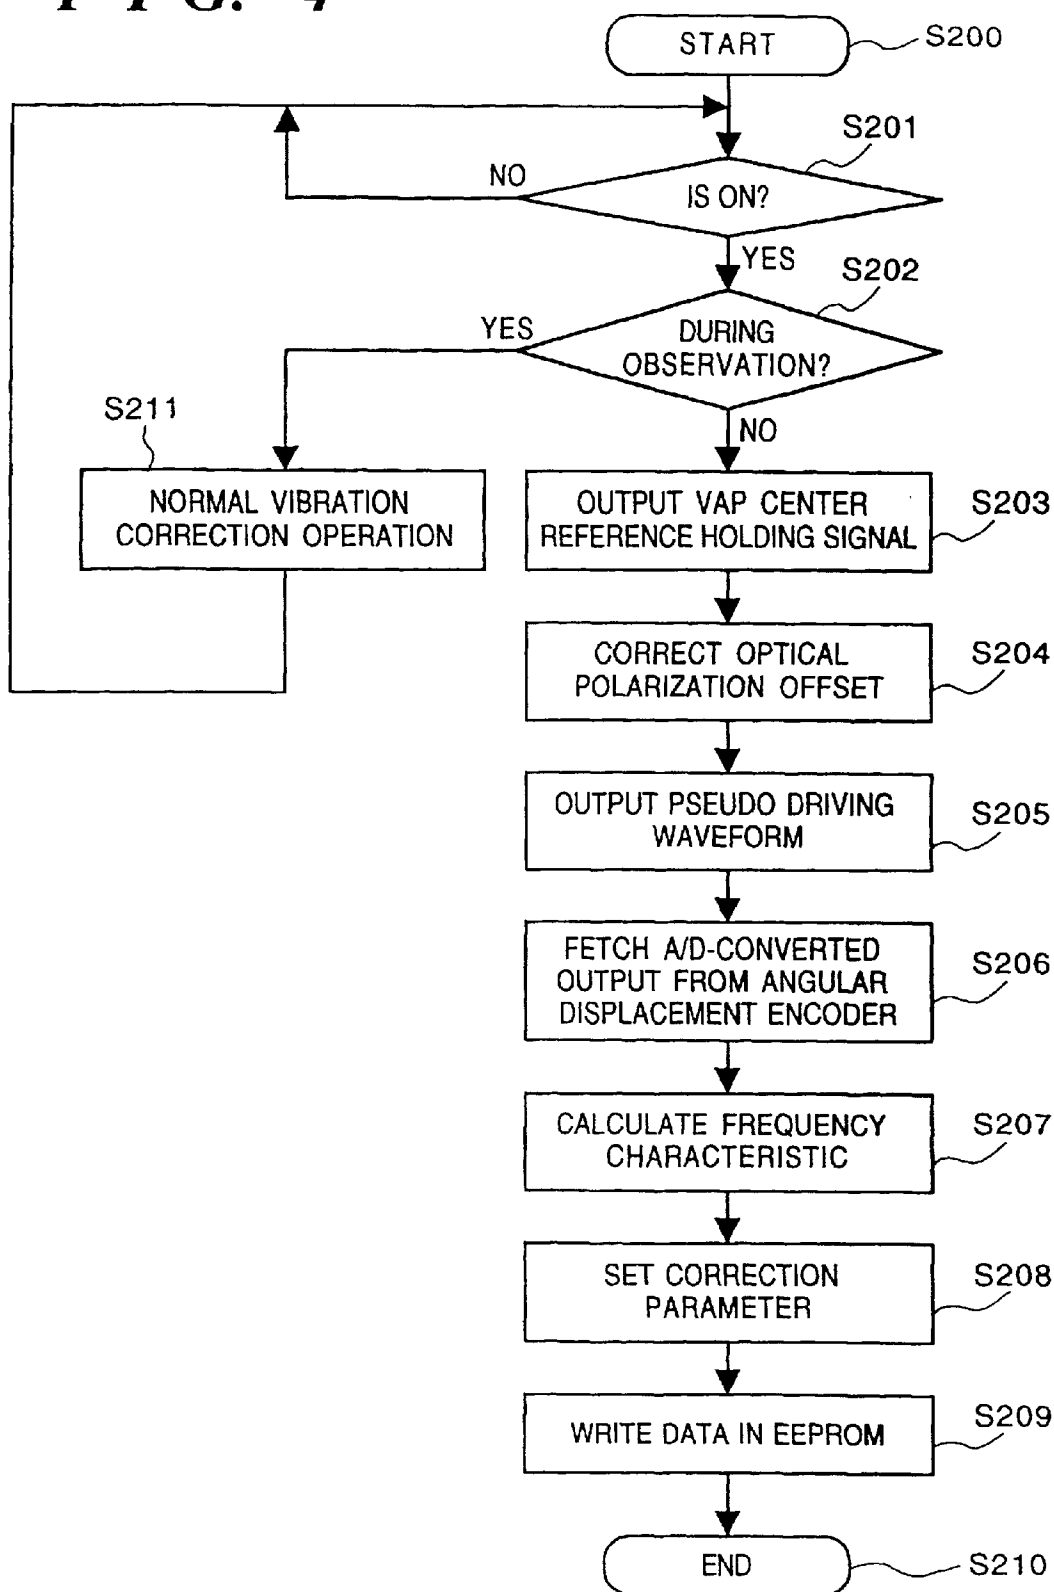 FIG. 4
START
S200
S201
NO
IS ON?
YES
S202
YES
DURING
OBSERVATION?
S211
NO
NORMAL VIBRATION
CORRECTION OPERATION
OUTPUT VAP CENTER
REFERENCE HOLDING SIGNAL
S203
CORRECT OPTICAL
POLARIZATION OFFSET
S204
OUTPUT PSEUDO DRIVING
WAVEFORM
S205
FETCH A/D-CONVERTED
OUTPUT FROM ANGULAR
DISPLACEMENT ENCODER
S206
CALCULATE FREQUENCY
CHARACTERISTIC
S207
SET CORRECTION
PARAMETER
S208
WRITE DATA IN EEPROM
S209
END
S210